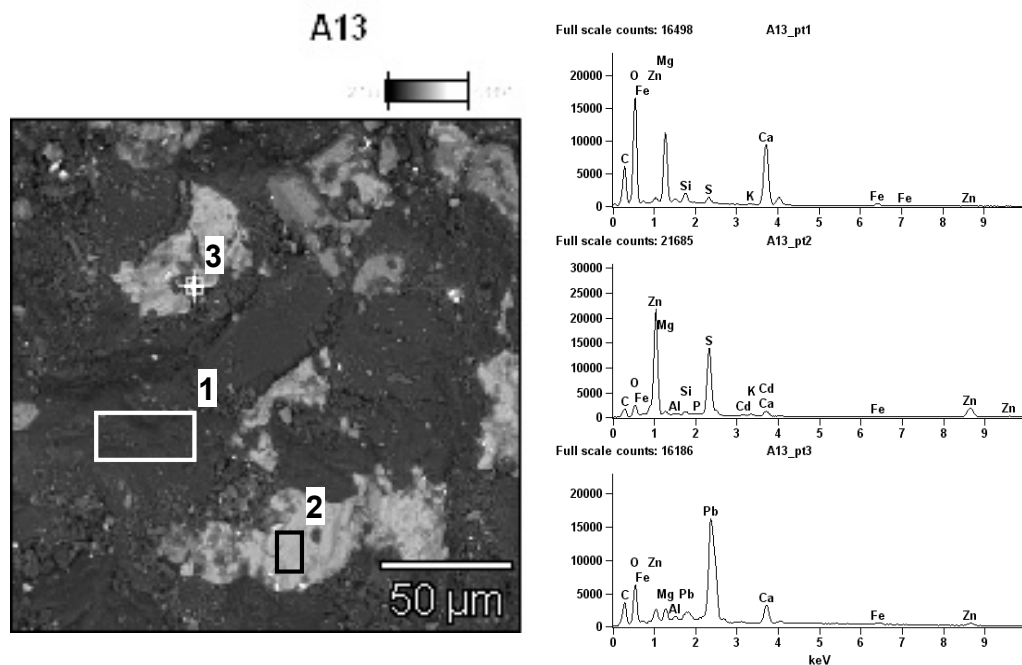 A13
3
1
2
50 µm
Full scale counts: 16498 A13_pt1
20000
15000
10000
5000
0
C
O
Fe
Zn
Mg
Si
S
K
Ca
Fe
Fe
Zn
0 1 2 3 4 5 6 7 8 9
Full scale counts: 21685 A13_pt2
30000
25000
20000
15000
10000
5000
0
C
O
Fe
Zn
Mg
Al
Si
P
S
Cd
K
Cd
Ca
Fe
Zn
Zn
0 1 2 3 4 5 6 7 8 9
Full scale counts: 16186 A13_pt3
20000
15000
10000
5000
0
C
O
Fe
Zn
Mg
Al
Pb
Pb
Ca
Fe
Zn
0 1 2 3 4 5 6 7 8 9
keV